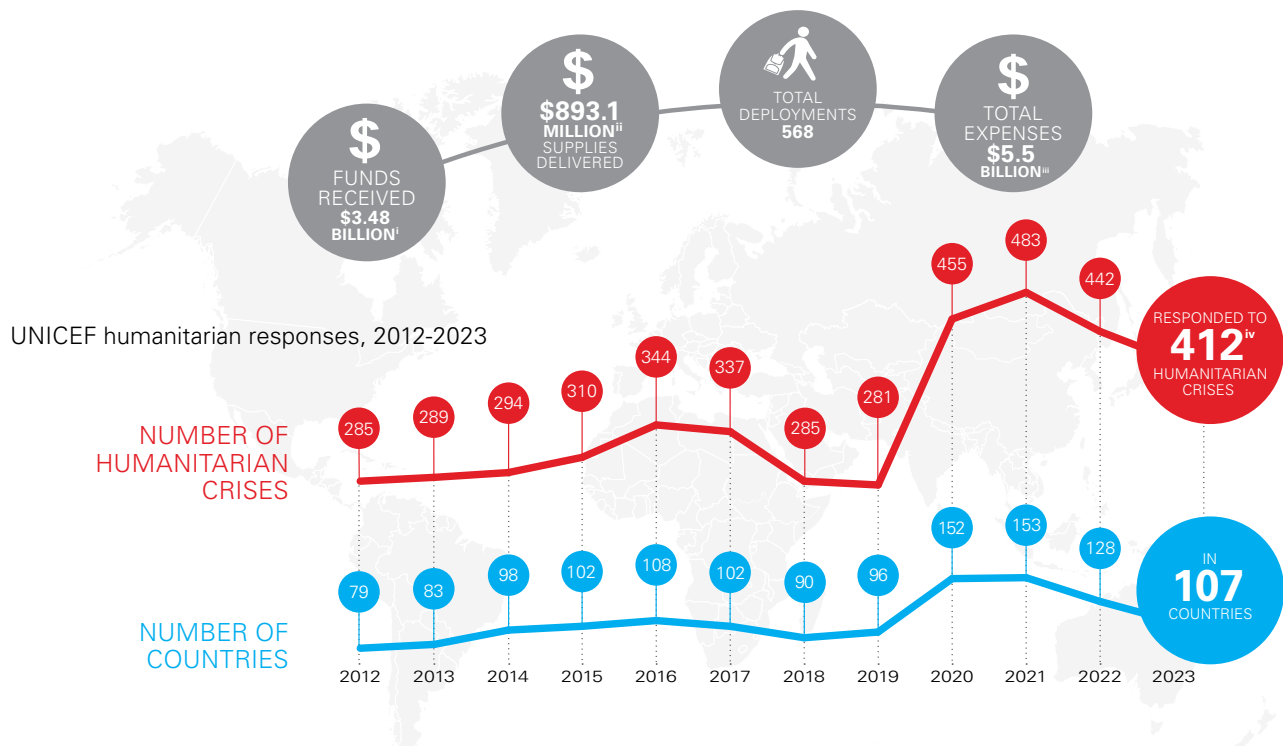 $
FUNDS
RECEIVED
$3.48
BILLIONⁱ
$
$893.1
MILLIONⁱⁱ
SUPPLIES
DELIVERED
TOTAL
DEPLOYMENTS
568
$
TOTAL
EXPENSES
$5.5
BILLIONⁱⁱⁱ
UNICEF humanitarian responses, 2012-2023
NUMBER OF
HUMANITARIAN
CRISES
285
289
294
310
344
337
285
281
455
483
442
RESPONDED TO
412ⁱᵛ
HUMANITARIAN
CRISES
NUMBER OF
COUNTRIES
79
83
98
102
108
102
90
96
152
153
128
IN
107
COUNTRIES
2012 2013 2014 2015 2016 2017 2018 2019 2020 2021 2022 2023